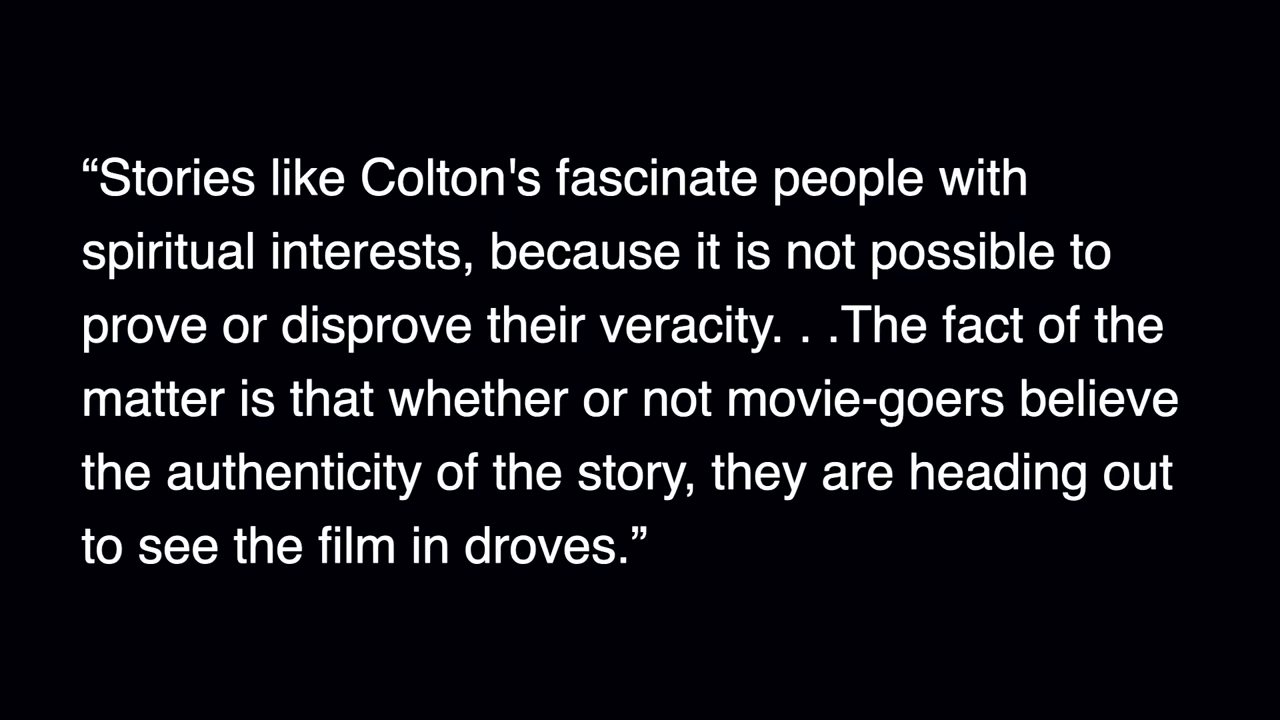 “Stories like Colton's fascinate people with
spiritual interests, because it is not possible to
prove or disprove their veracity. . .The fact of the
matter is that whether or not movie-goers believe
the authenticity of the story, they are heading out
to see the film in droves.”